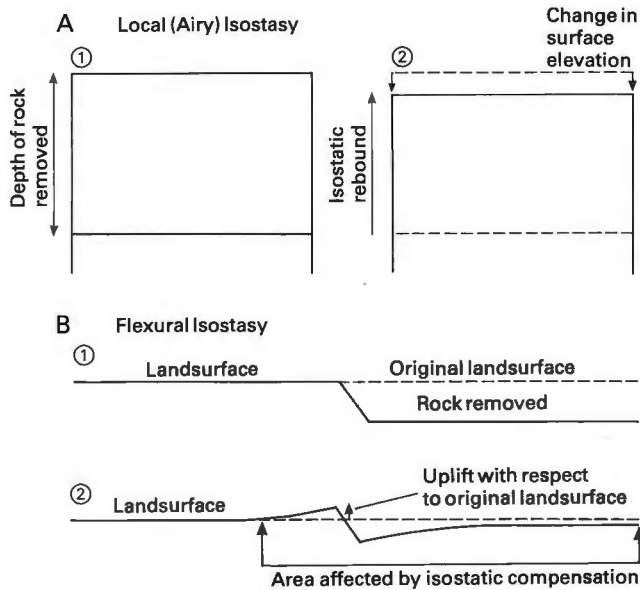 A Local (Airy) Isostasy
①
Depth of rock
removed
②
Change in
surface
elevation
Isostatic
rebound
B Flexural Isostasy
①
Landsurface
Original landsurface
Rock removed
②
Landsurface
Uplift with respect
to original landsurface
Area affected by isostatic compensation